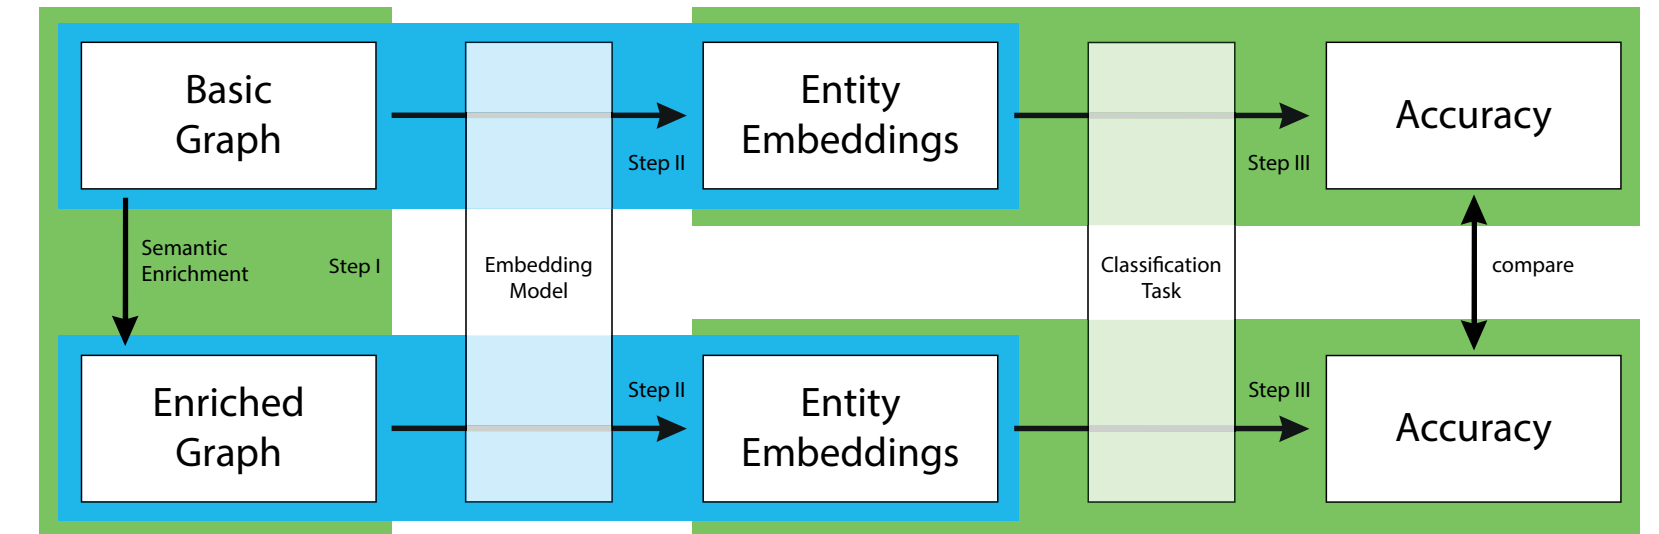 Basic
Graph
Step II
Entity
Embeddings
Step III
Accuracy
Semantic
Enrichment
Step I
Embedding
Model
Classification
Task
compare
Enriched
Graph
Step II
Entity
Embeddings
Step III
Accuracy